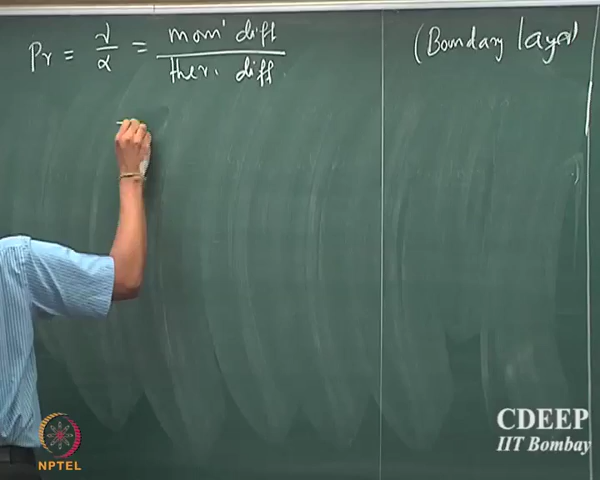 Pr = ν/α = mom' diff / ther. diff.
(Boundary layer)
CDEEP
IIT Bombay
NPTEL